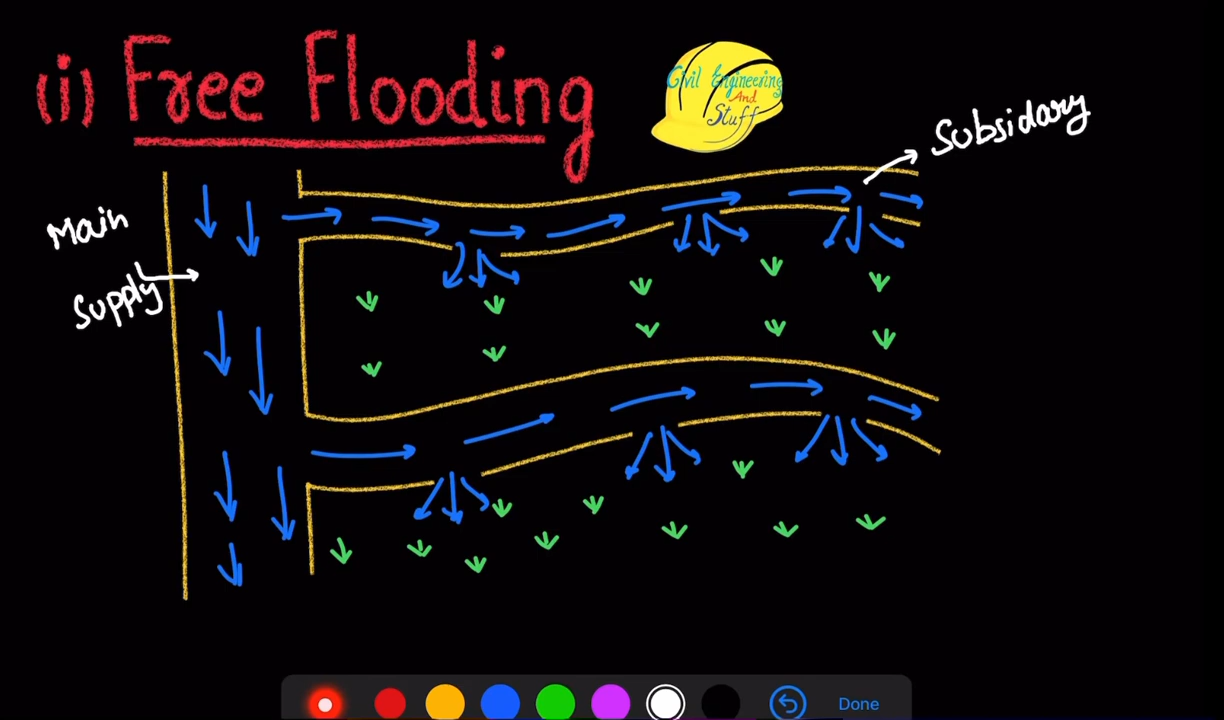 (i) Free Flooding
Civil Engineering
And
Stuff
Subsidary
Main
Supply
Done